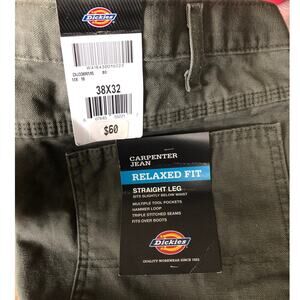 Dickies
38X32
$60
CARPENTER
JEAN
RELAXED FIT
STRAIGHT LEG
SITS SLIGHTLY BELOW WAIST
MULTIPLE TOOL POCKETS
HAMMER LOOP
TRIPLE STITCHED SEAMS
FITS OVER BOOTS
Dickies
QUALITY WORKWEAR SINCE 1922